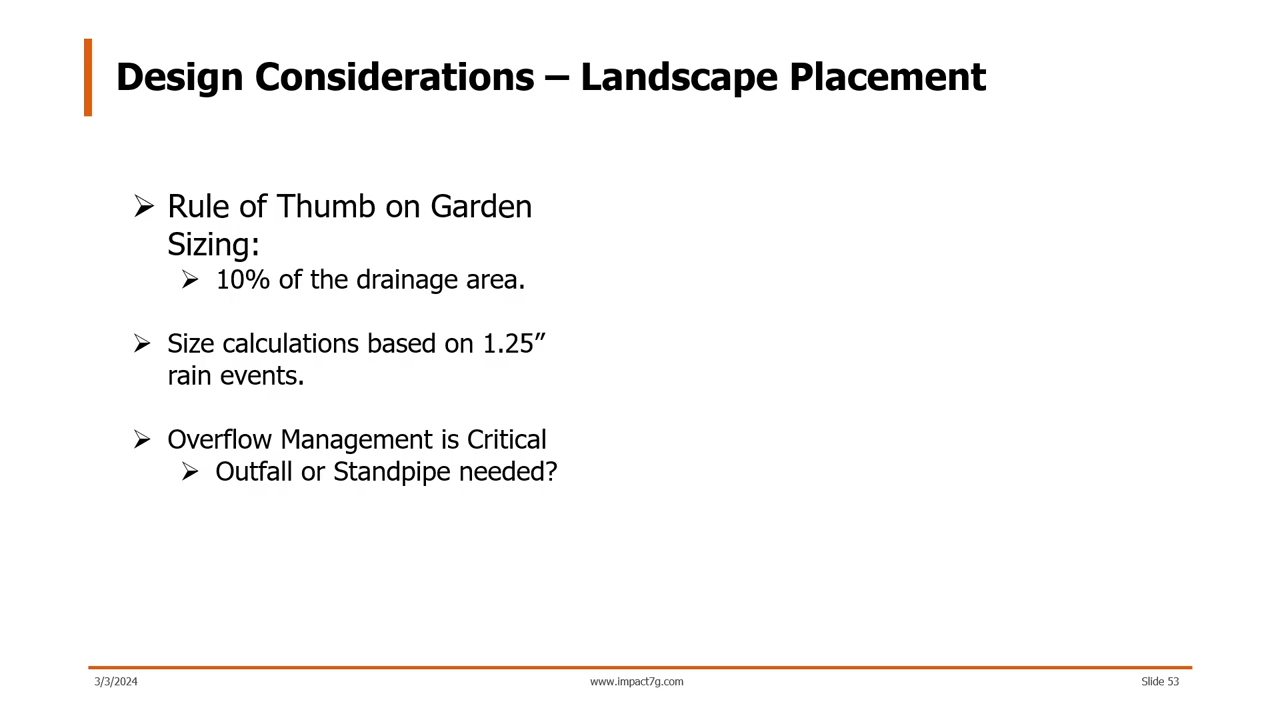 Design Considerations – Landscape Placement
➢ Rule of Thumb on Garden
Sizing:
➢ 10% of the drainage area.
➢ Size calculations based on 1.25”
rain events.
➢ Overflow Management is Critical
➢ Outfall or Standpipe needed?
3/3/2024
www.impact7g.com
Slide 53